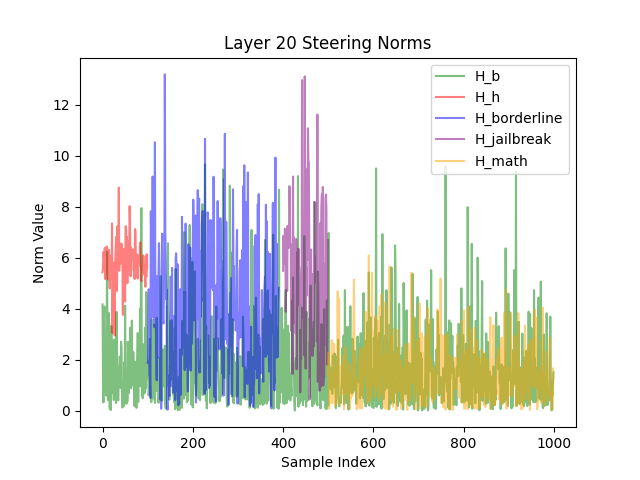 Layer 20 Steering Norms
H_b
H_h
H_borderline
H_jailbreak
H_math
Norm Value
12
10
8
6
4
2
0
0 200 400 600 800 1000
Sample Index